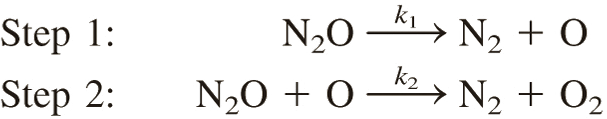 Step 1: N₂O —k₁→ N₂ + O
Step 2: N₂O + O —k₂→ N₂ + O₂